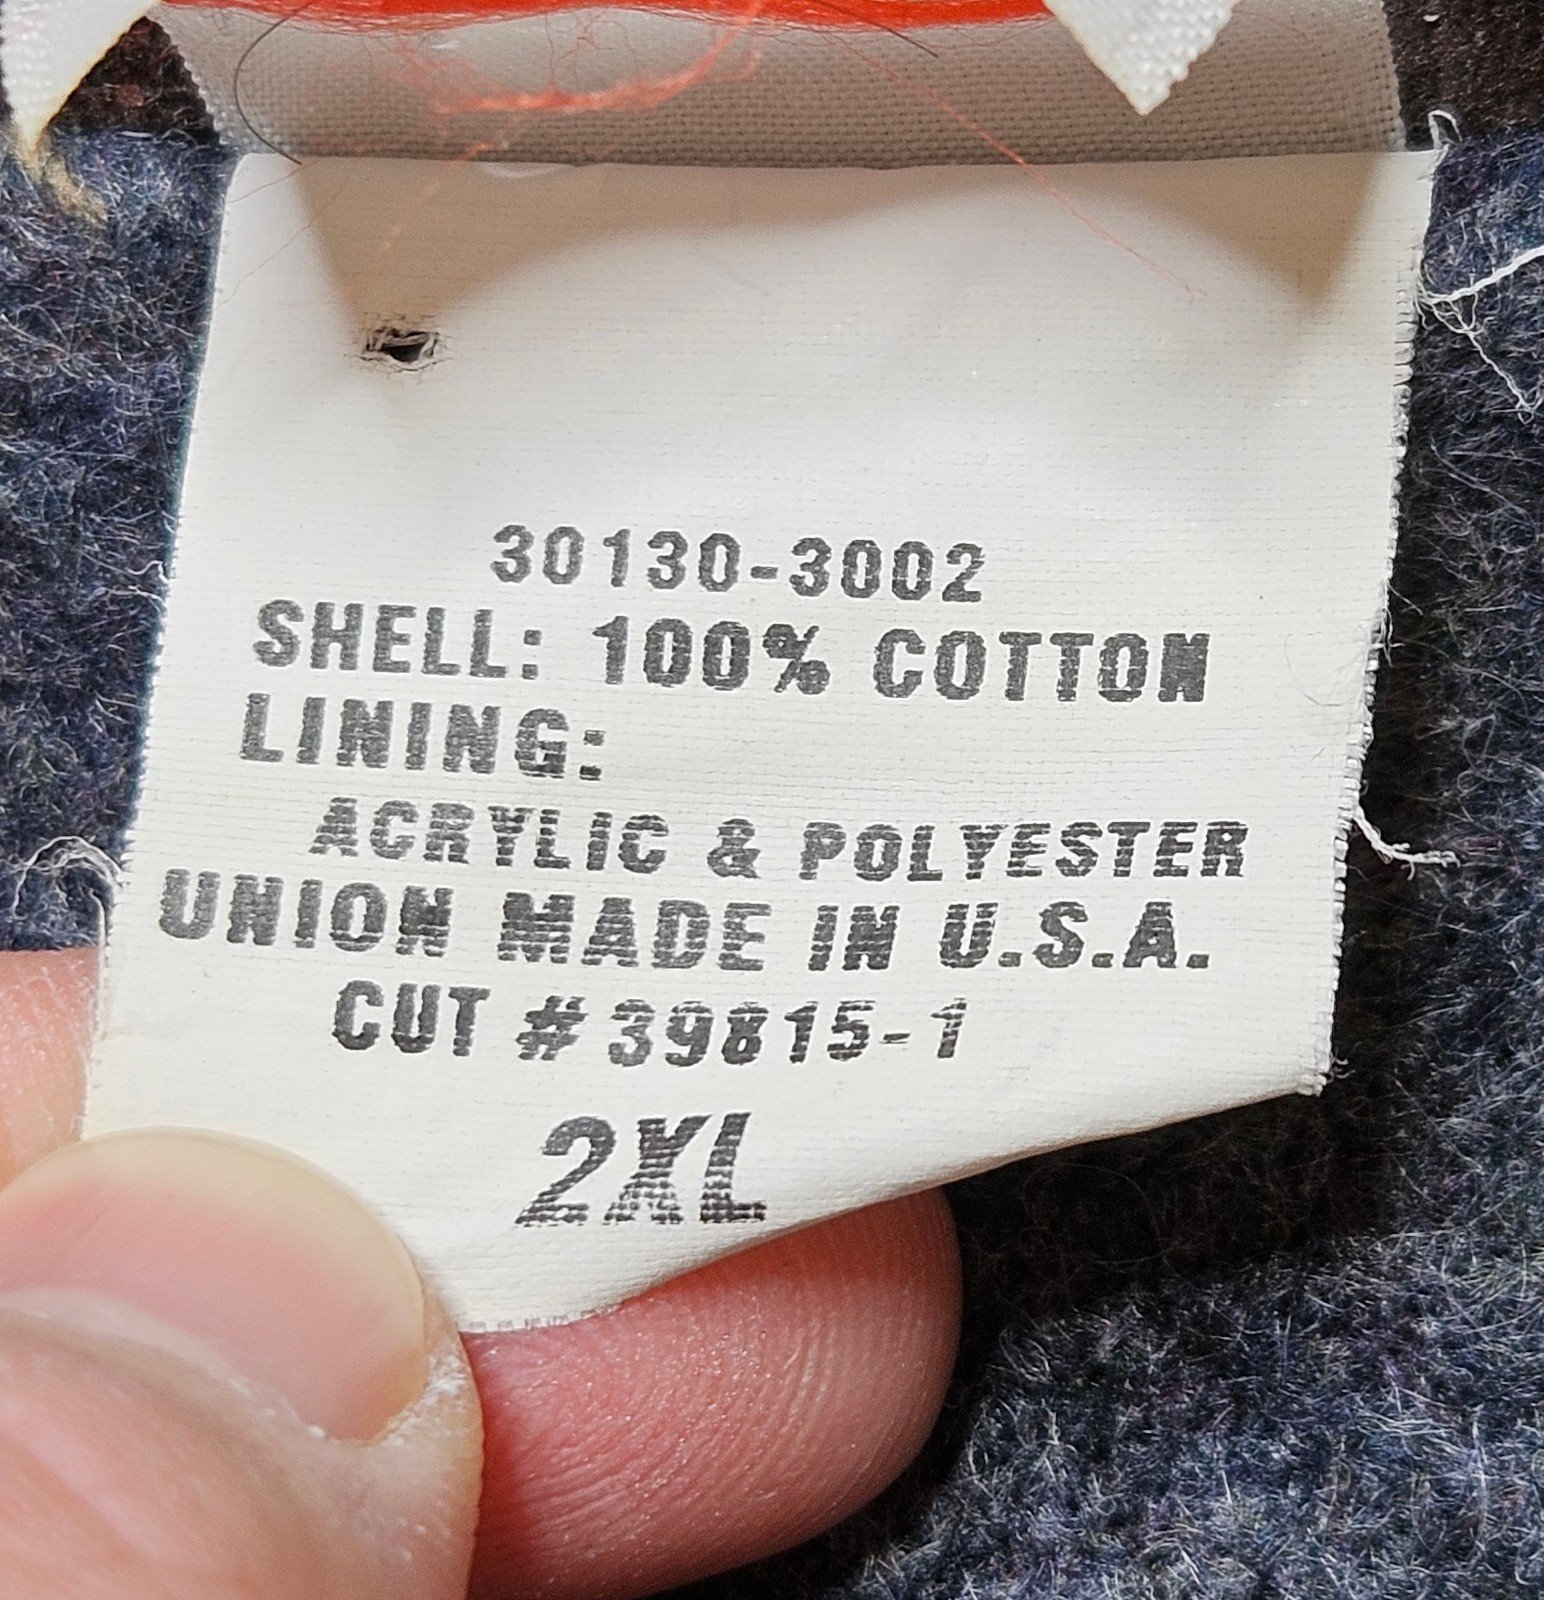 30130-3002
SHELL: 100% COTTON
LINING:
ACRYLIC & POLYESTER
UNION MADE IN U.S.A.
CUT # 39815-1
2XL